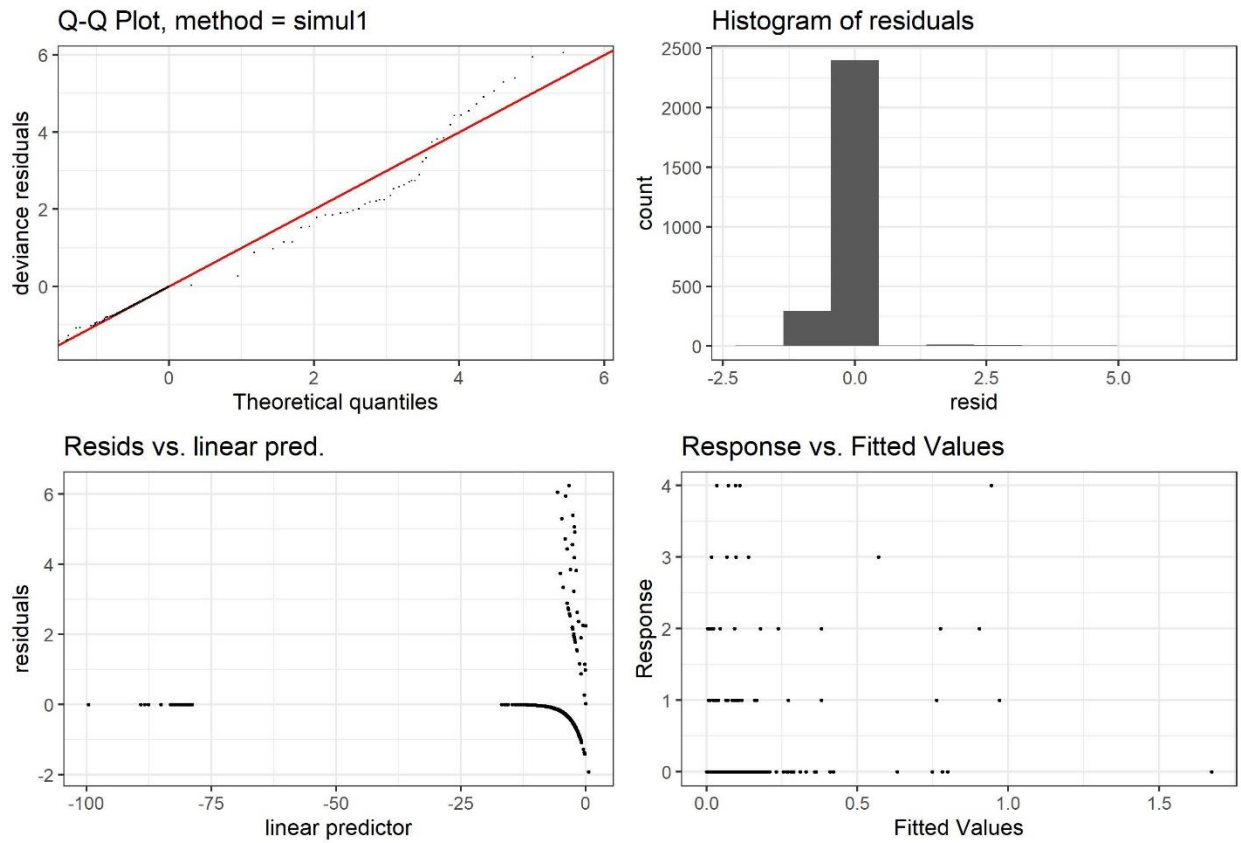 Q-Q Plot, method = simul1
6
4
2
0
deviance residuals
0 2 4 6
Theoretical quantiles
Histogram of residuals
2500
2000
1500
1000
500
0
count
-2.5 0.0 2.5 5.0
resid
Resids vs. linear pred.
6
4
2
0
-2
residuals
-100 -75 -50 -25 0
linear predictor
Response vs. Fitted Values
4
3
2
1
0
Response
0.0 0.5 1.0 1.5
Fitted Values